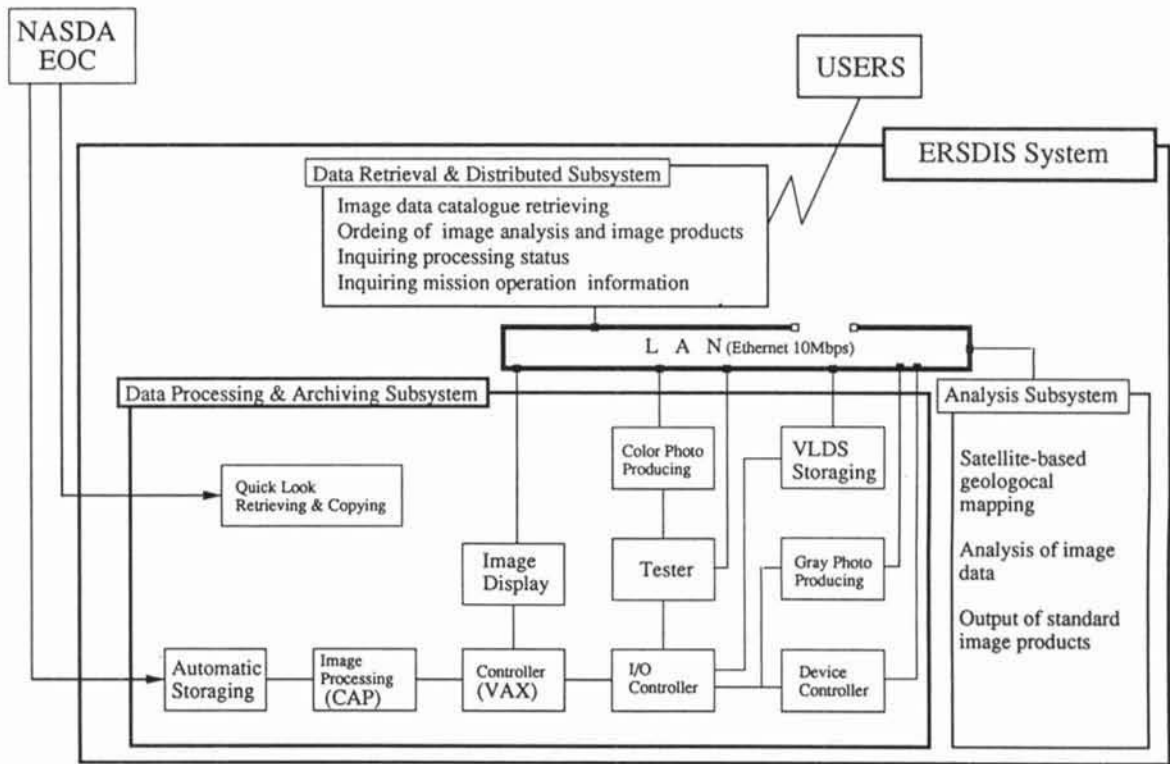 NASDA
EOC
USERS
ERSDIS System
Data Retrieval & Distributed Subsystem
Image data catalogue retrieving
Ordeing of image analysis and image products
Inquiring processing status
Inquiring mission operation information
L A N (Ethernet 10Mbps)
Data Processing & Archiving Subsystem
Analysis Subsystem
Color Photo
Producing
VLDS
Storaging
Quick Look
Retrieving & Copying
Image
Display
Tester
Gray Photo
Producing
Automatic
Storaging
Image
Processing
(CAP)
Controller
(VAX)
I/O
Controller
Device
Controller
Satellite-based
geologocal
mapping
Analysis of image
data
Output of standard
image products